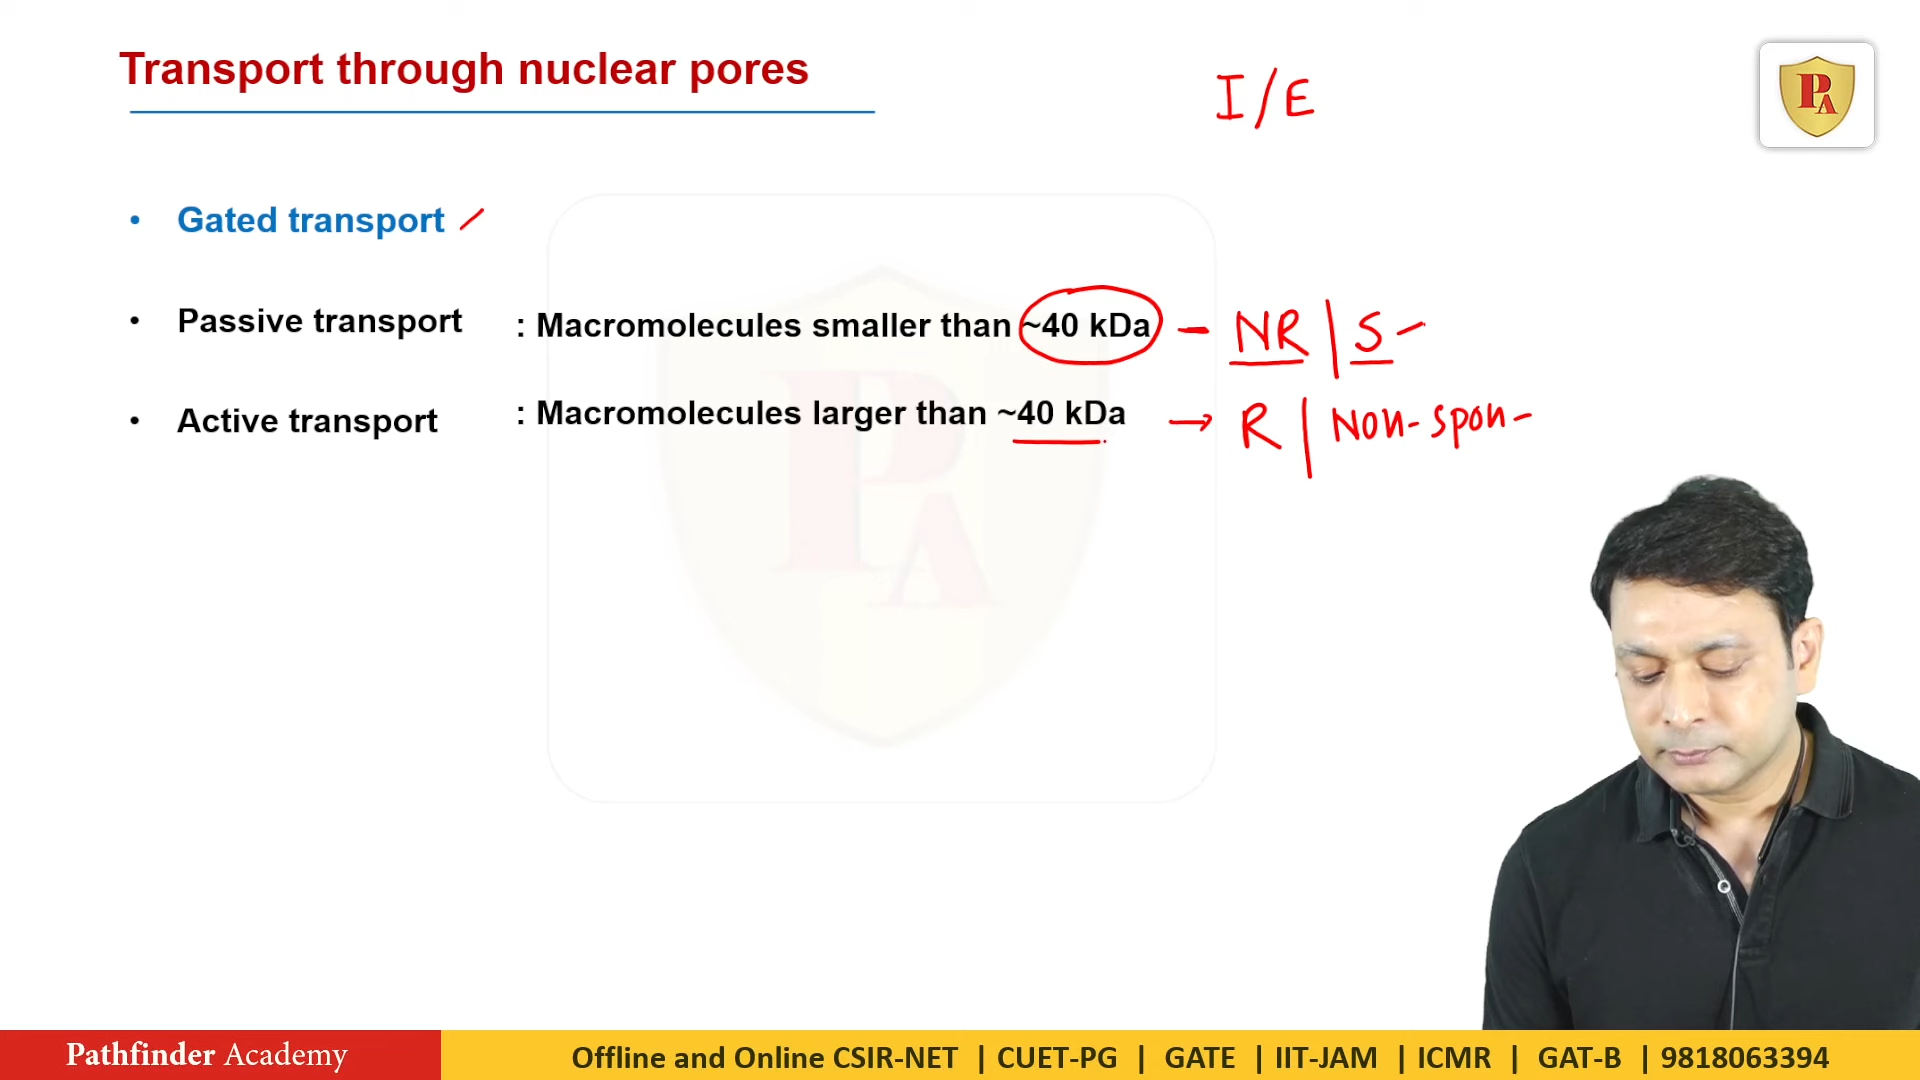 Transport through nuclear pores
I/E
PA
• Gated transport
• Passive transport : Macromolecules smaller than ~40 kDa – NR | S –
• Active transport : Macromolecules larger than ~40 kDa → R | Non-spon-
PA
Pathfinder Academy
Offline and Online CSIR-NET | CUET-PG | GATE | IIT-JAM | ICMR | GAT-B | 9818063394